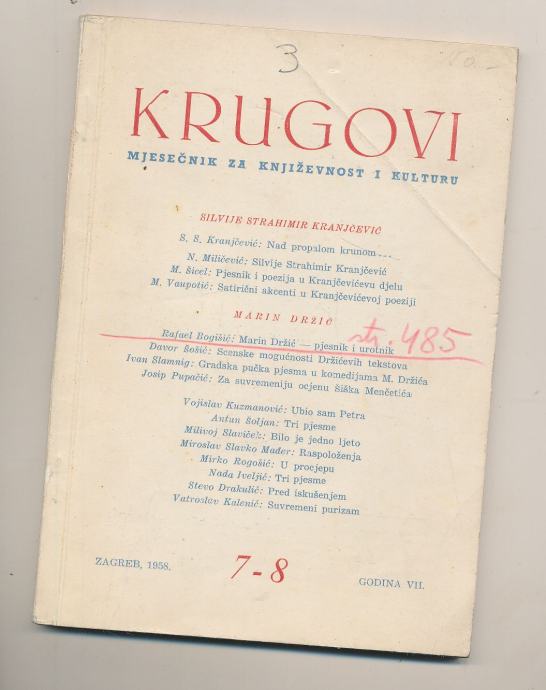 3
10.-
KRUGOVI
MJESEČNIK ZA KNJIŽEVNOST I KULTURU
SILVIJE STRAHIMIR KRANJČEVIĆ
S. S. Kranjčević: Nad propalom krunom...
N. Miličević: Silvije Strahimir Kranjčević
M. Šicel: Pjesnik i poezija u Kranjčevićevu djelu
M. Vaupotić: Satirični akcenti u Kranjčevićevoj poeziji
MARIN DRŽIĆ
Rafael Bogišić: Marin Držić — pjesnik i urotnik str. 485
Davor Šošić: Scenske mogućnosti Držićevih tekstova
Ivan Slamnig: Gradska pučka pjesma u komedijama M. Držića
Josip Pupačić: Za suvremeniju ocjenu Šiška Menčetića
Vojislav Kuzmanović: Ubio sam Petra
Antun Šoljan: Tri pjesme
Milivoj Slaviček: Bilo je jedno ljeto
Miroslav Slavko Mađer: Raspoloženja
Mirko Rogošić: U procjepu
Nada Iveljić: Tri pjesme
Stevo Drakulić: Pred iskušenjem
Vatroslav Kalenić: Suvremeni purizam
ZAGREB, 1958.
7-8
GODINA VII.